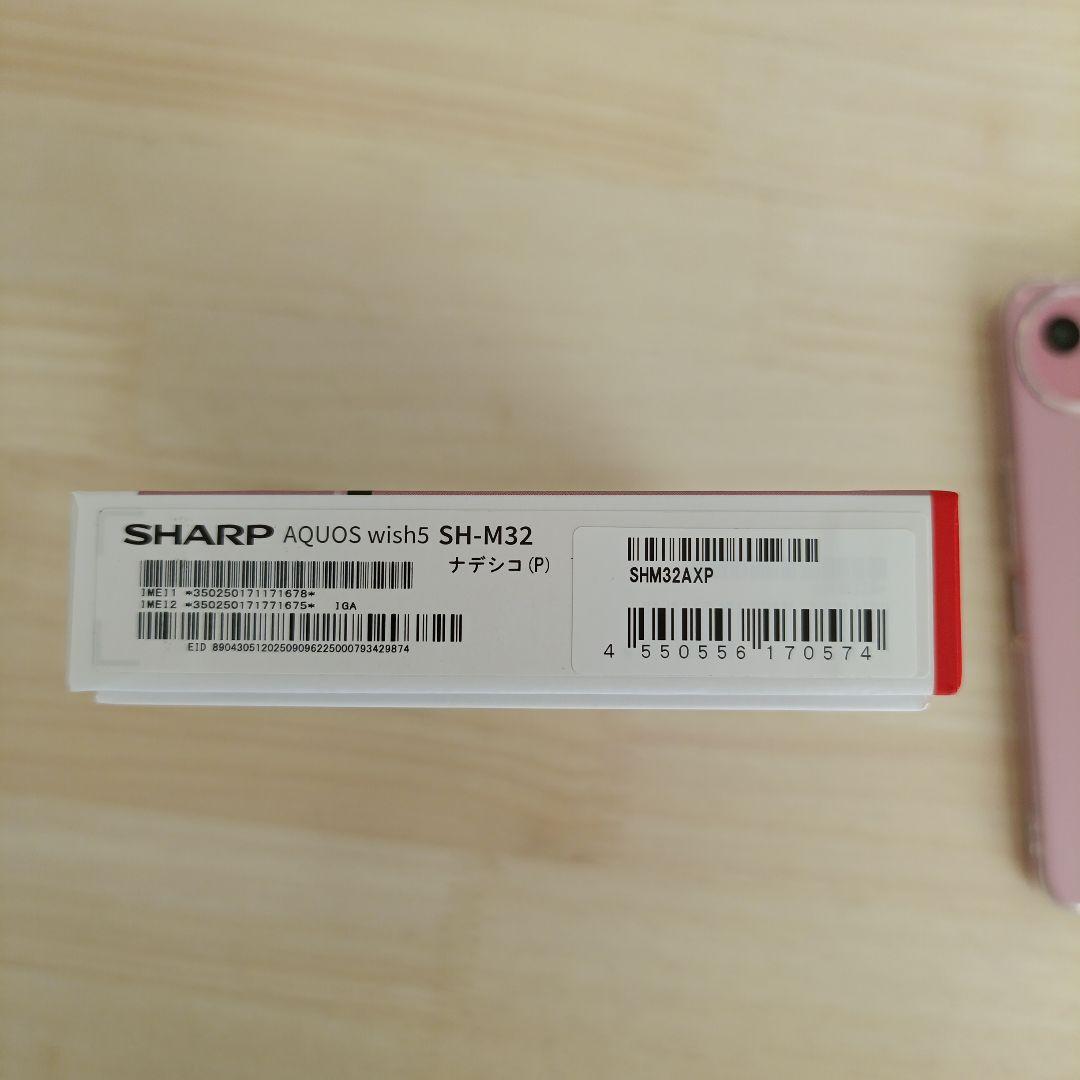 SHARP AQUOS wish5 SH-M32
ナデシコ(P)
IMEI1 *350250171171678*
IMEI2 *350250171771675* IGA
EID 89043051202509096225000793429874
SHM32AXP
4 550556 170574